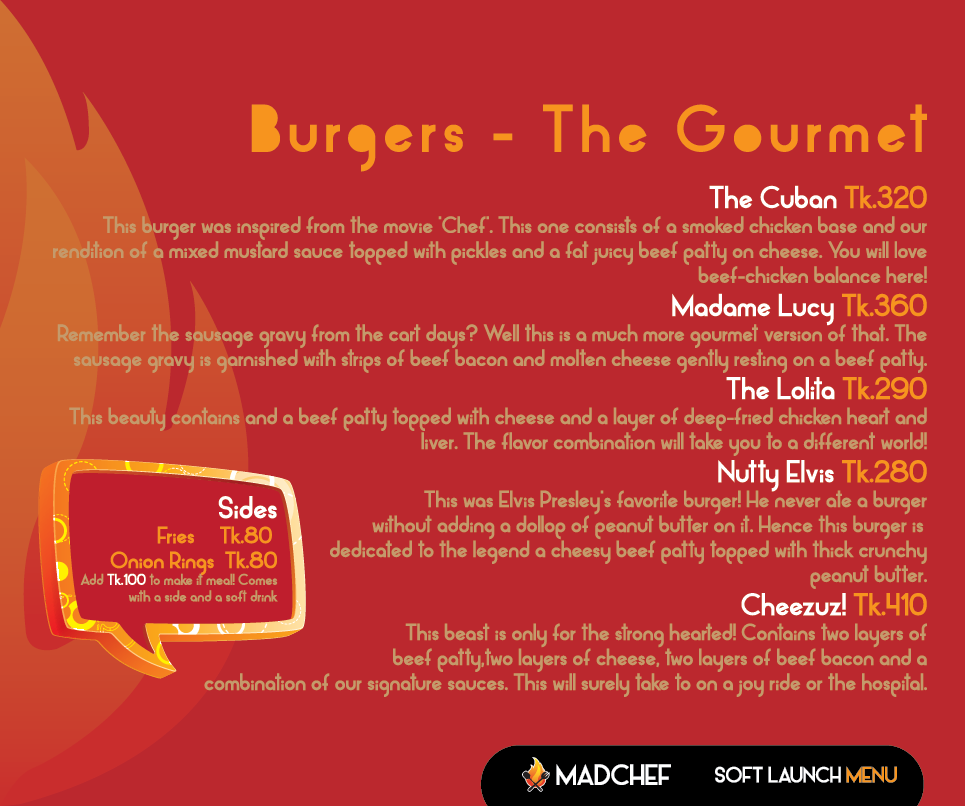 Burgers - The Gourmet
The Cuban Tk.320
This burger was inspired from the movie 'Chef'. This one consists of a smoked chicken base and our
rendition of a mixed mustard sauce topped with pickles and a fat juicy beef patty on cheese. You will love
beef-chicken balance here!
Madame Lucy Tk.360
Remember the sausage gravy from the cart days? Well this is a much more gourmet version of that. The
sausage gravy is garnished with strips of beef bacon and molten cheese gently resting on a beef patty.
The Lolita Tk.290
This beauty contains and a beef patty topped with cheese and a layer of deep-fried chicken heart and
liver. The flavor combination will take you to a different world!
Nutty Elvis Tk.280
This was Elvis Presley's favorite burger! He never ate a burger
without adding a dollop of peanut butter on it. Hence this burger is
dedicated to the legend a cheesy beef patty topped with thick crunchy
peanut butter.
Cheezuz! Tk.410
This beast is only for the strong hearted! Contains two layers of
beef patty,two layers of cheese, two layers of beef bacon and a
combination of our signature sauces. This will surely take to on a joy ride or the hospital.
Sides
Fries Tk.80
Onion Rings Tk.80
Add Tk.100 to make it meal! Comes
with a side and a soft drink
MADCHEF
SOFT LAUNCH MENU